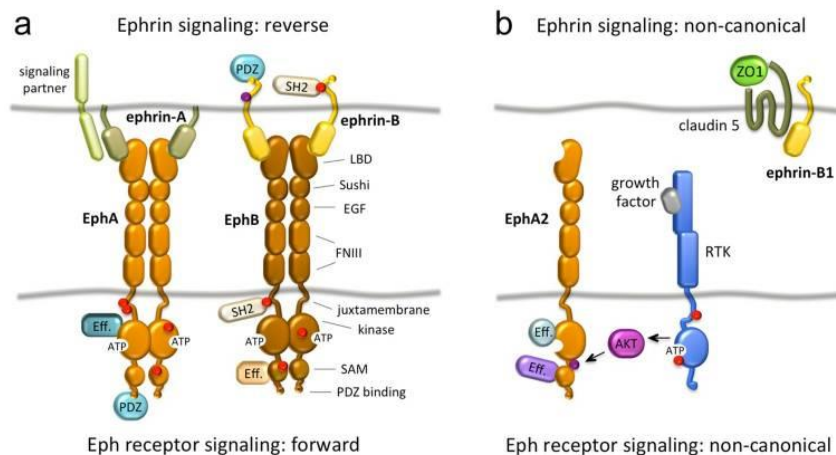 a
Ephrin signaling: reverse
signaling
partner
ephrin-A
PDZ
SH2
ephrin-B
LBD
Sushi
EGF
FNIII
EphA
EphB
SH2
juxtamembrane
kinase
Eff.
ATP
ATP
ATP
ATP
Eff.
SAM
PDZ binding
PDZ
Eph receptor signaling: forward
b
Ephrin signaling: non-canonical
ZO1
claudin 5
ephrin-B1
growth
factor
EphA2
RTK
Eff.
AKT
ATP
Eff.
Eph receptor signaling: non-canonical